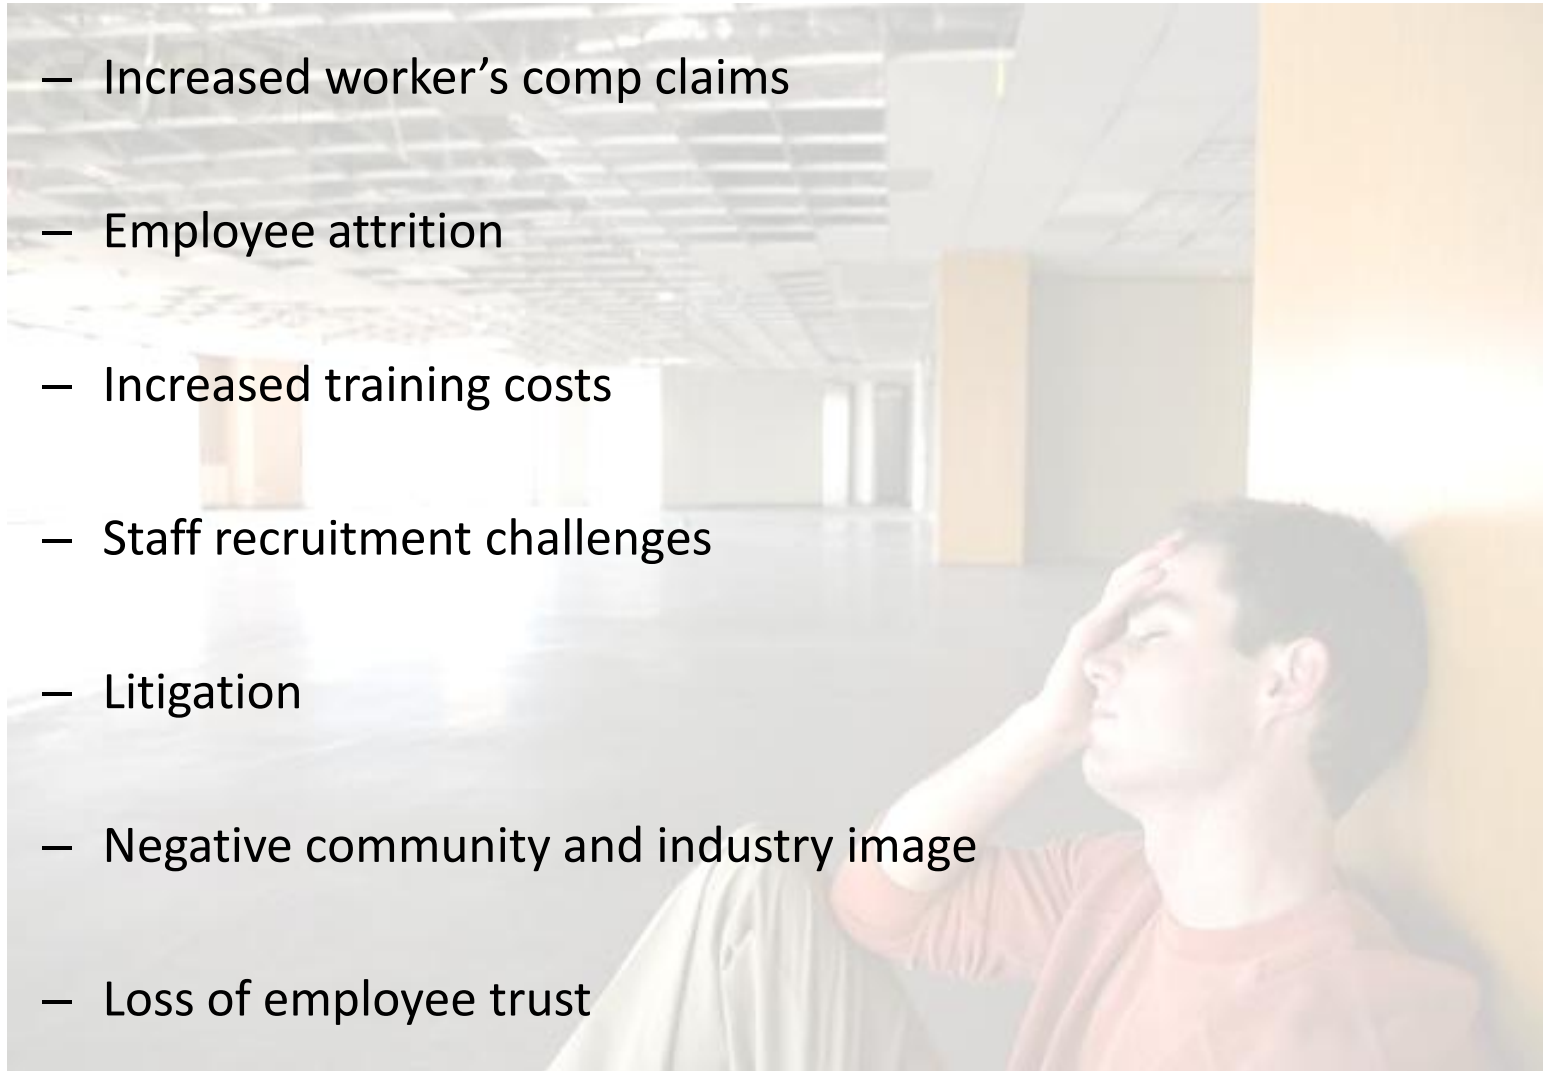 – Increased worker’s comp claims
– Employee attrition
– Increased training costs
– Staff recruitment challenges
– Litigation
– Negative community and industry image
– Loss of employee trust